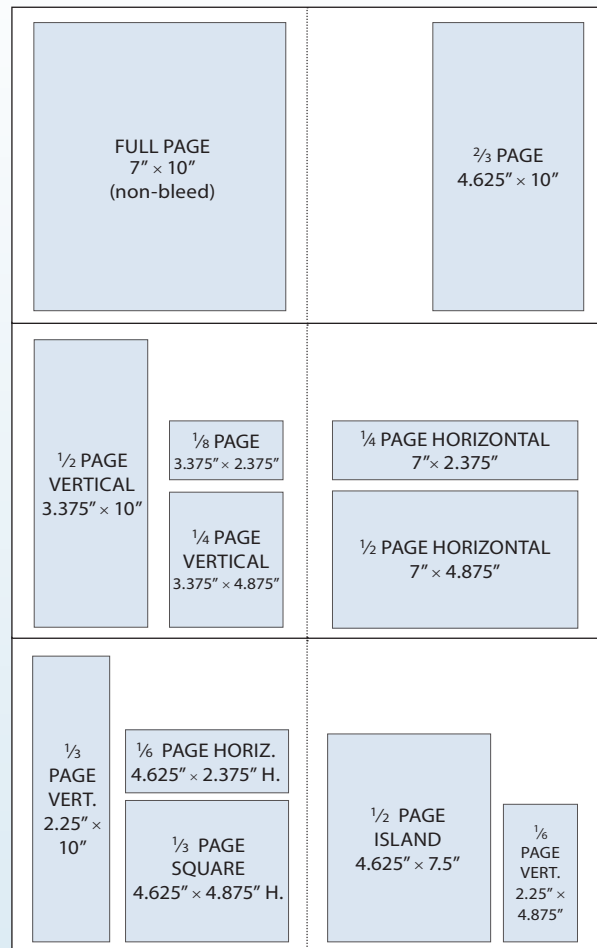 FULL PAGE
7″ × 10″
(non-bleed)
⅔ PAGE
4.625″ × 10″
½ PAGE
VERTICAL
3.375″ × 10″
⅛ PAGE
3.375″ × 2.375″
¼ PAGE
VERTICAL
3.375″ × 4.875″
¼ PAGE HORIZONTAL
7″× 2.375″
½ PAGE HORIZONTAL
7″ × 4.875″
⅓
PAGE
VERT.
2.25″ ×
10″
⅙ PAGE HORIZ.
4.625″ × 2.375″ H.
⅓ PAGE
SQUARE
4.625″ × 4.875″ H.
½ PAGE
ISLAND
4.625″ × 7.5″
⅙
PAGE
VERT.
2.25″ ×
4.875″